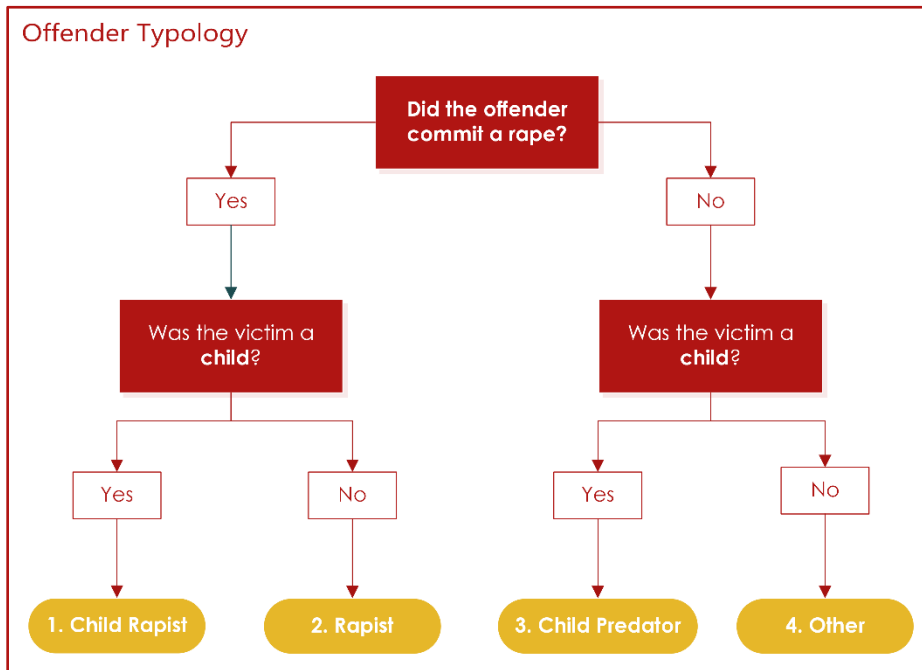 Offender Typology
Did the offender
commit a rape?
Yes
No
Was the victim a
child?
Was the victim a
child?
Yes
No
Yes
No
1. Child Rapist
2. Rapist
3. Child Predator
4. Other